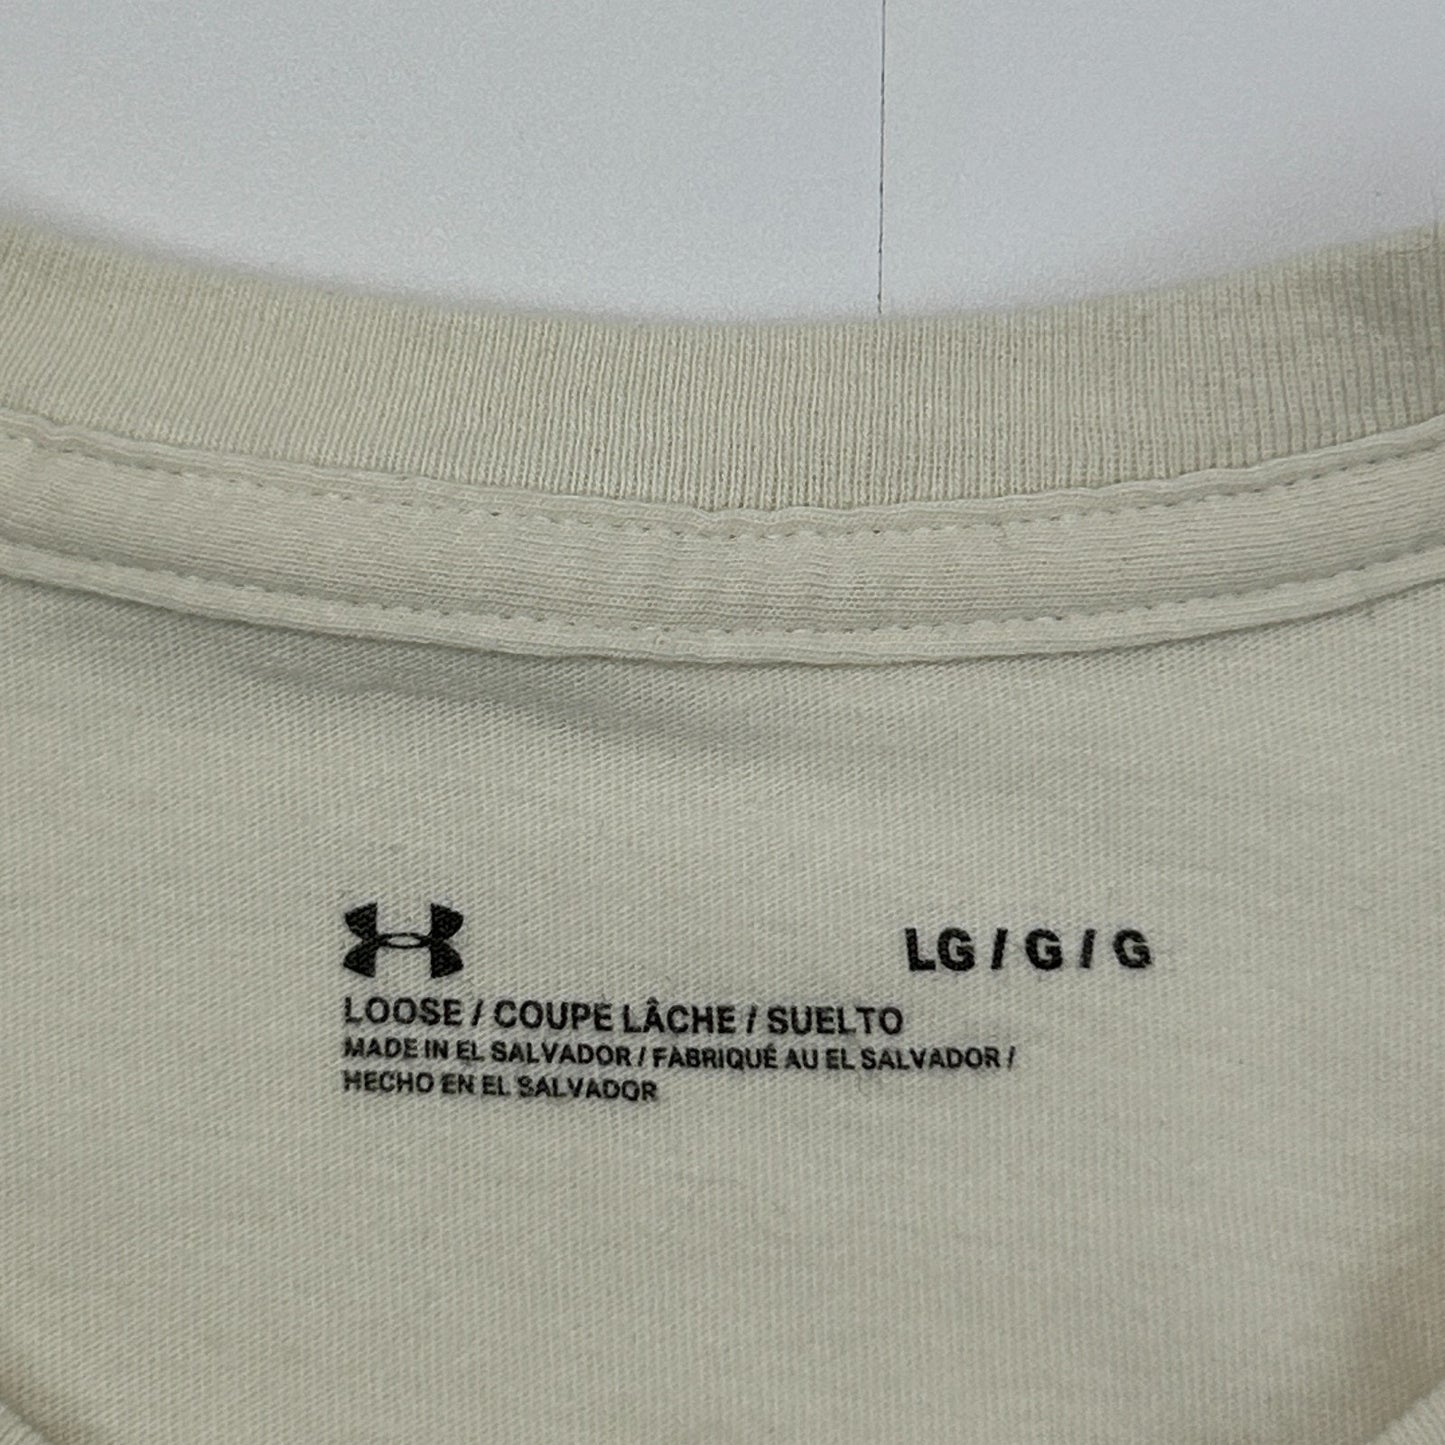 LG / G / G
LOOSE / COUPE LÂCHE / SUELTO
MADE IN EL SALVADOR / FABRIQUÉ AU EL SALVADOR /
HECHO EN EL SALVADOR